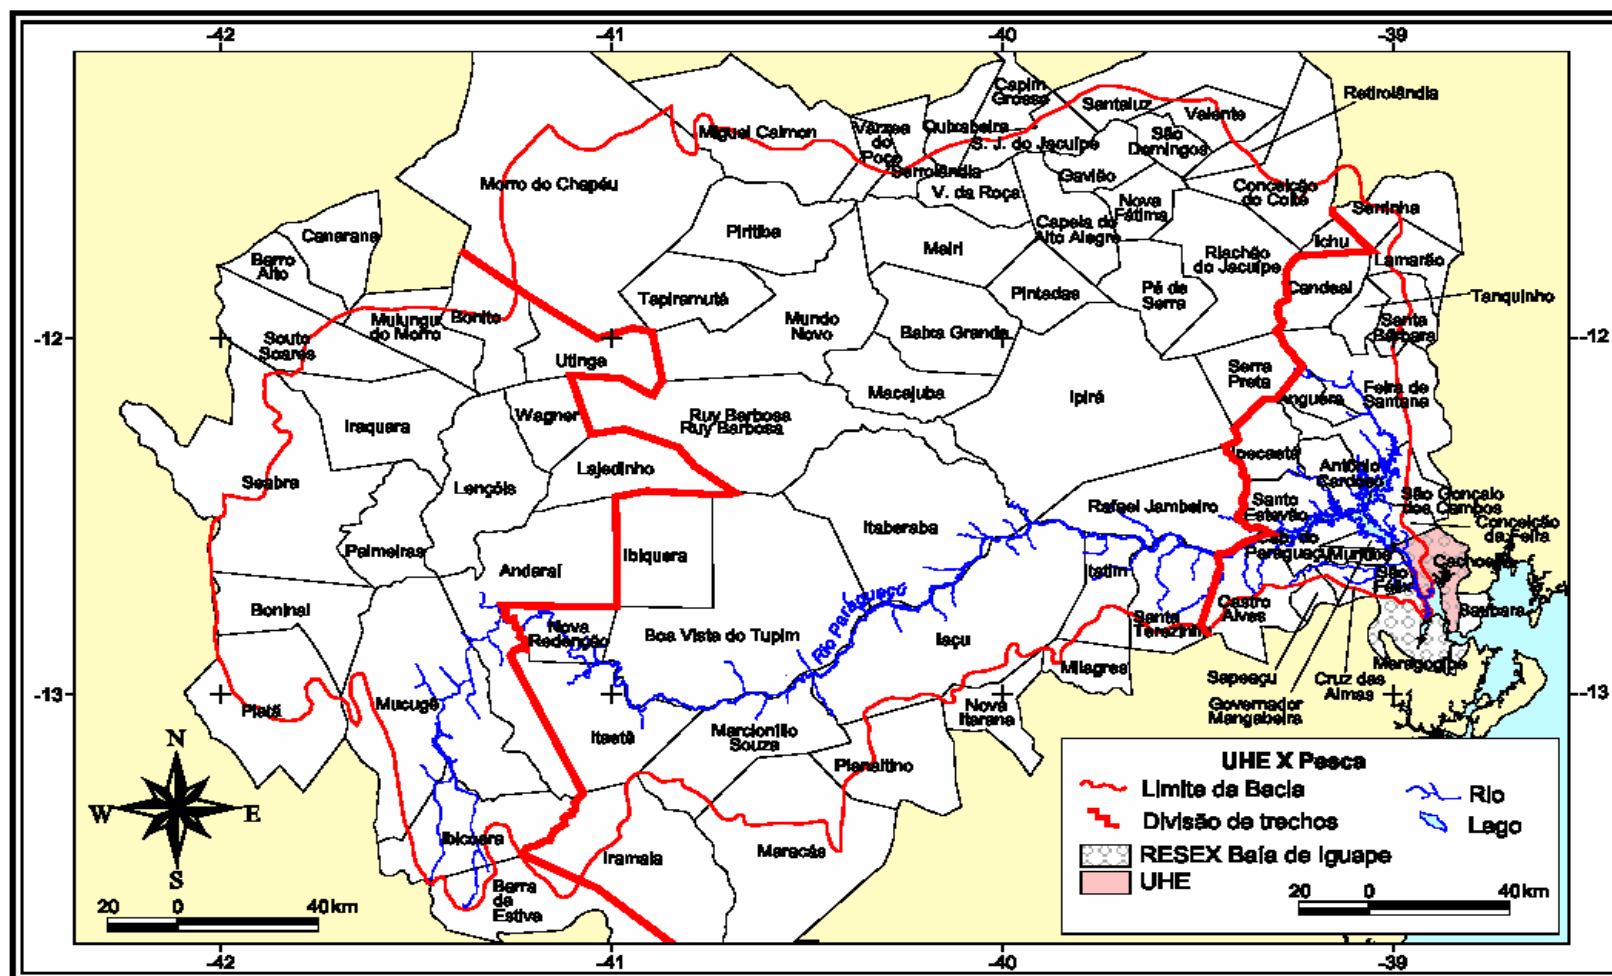 -42
-41
-40
-39
Capim
Grosso
Santaluz
Retirolândia
Valente
Miguel Calmon
Várzea
do
Poço
Quixabeira
S. J. do Jacuípe
São
Domingos
Serrolândia
Gavião
Morro do Chapéu
V. da Roça
Conceição
do Coité
Nova
Fátima
Serrinha
Canarana
Piritiba
Mairi
Capela do
Alto Alegre
Ichu
Riachão
do Jacuípe
Lamarão
Barro
Alto
Tapiramutá
Pintadas
Pé de
Serra
Candeal
Tanquinho
Mulungu
do Morro
Bonito
Mundo
Novo
Baixa Grande
Santa
Bárbara
-12
Souto
Soares
-12
Utinga
Serra
Preta
Macajuba
Ipirá
Anguera
Feira de
Santana
Wagner
Ruy Barbosa
Ruy Barbosa
Iraquara
Lajedinho
Ipecaetá
Antônio
Cardoso
Seabra
Lençóis
Itaberaba
Rafael Jambeiro
Santo
Estevão
São Gonçalo
dos Campos
Conceição
da Feira
Palmeiras
Ibiquera
Paraguaçu
Muritiba
Cachoeira
Andaraí
Itatim
São
Félix
Boninal
Rio Paraguaçú
Castro
Alves
Saubara
Nova
Redenção
Boa Vista do Tupim
Iaçu
Santa
Terezinh
Milagres
Maragogipe
Sapeaçu
Cruz das
Almas
-13
Piatã
Mucugê
Nova
Itarana
Governador
Mangabeira
-13
Itaetê
Marcionílio
Souza
Planaltino
N
W
E
S
Ibicoara
Iramaia
Maracás
Barra
da
Estiva
20
0
40km
UHE X Pesca
Limite da Bacia
Rio
Divisão de trechos
Lago
RESEX Baía de Iguape
UHE
20
0
40km
-42
-41
-40
-39